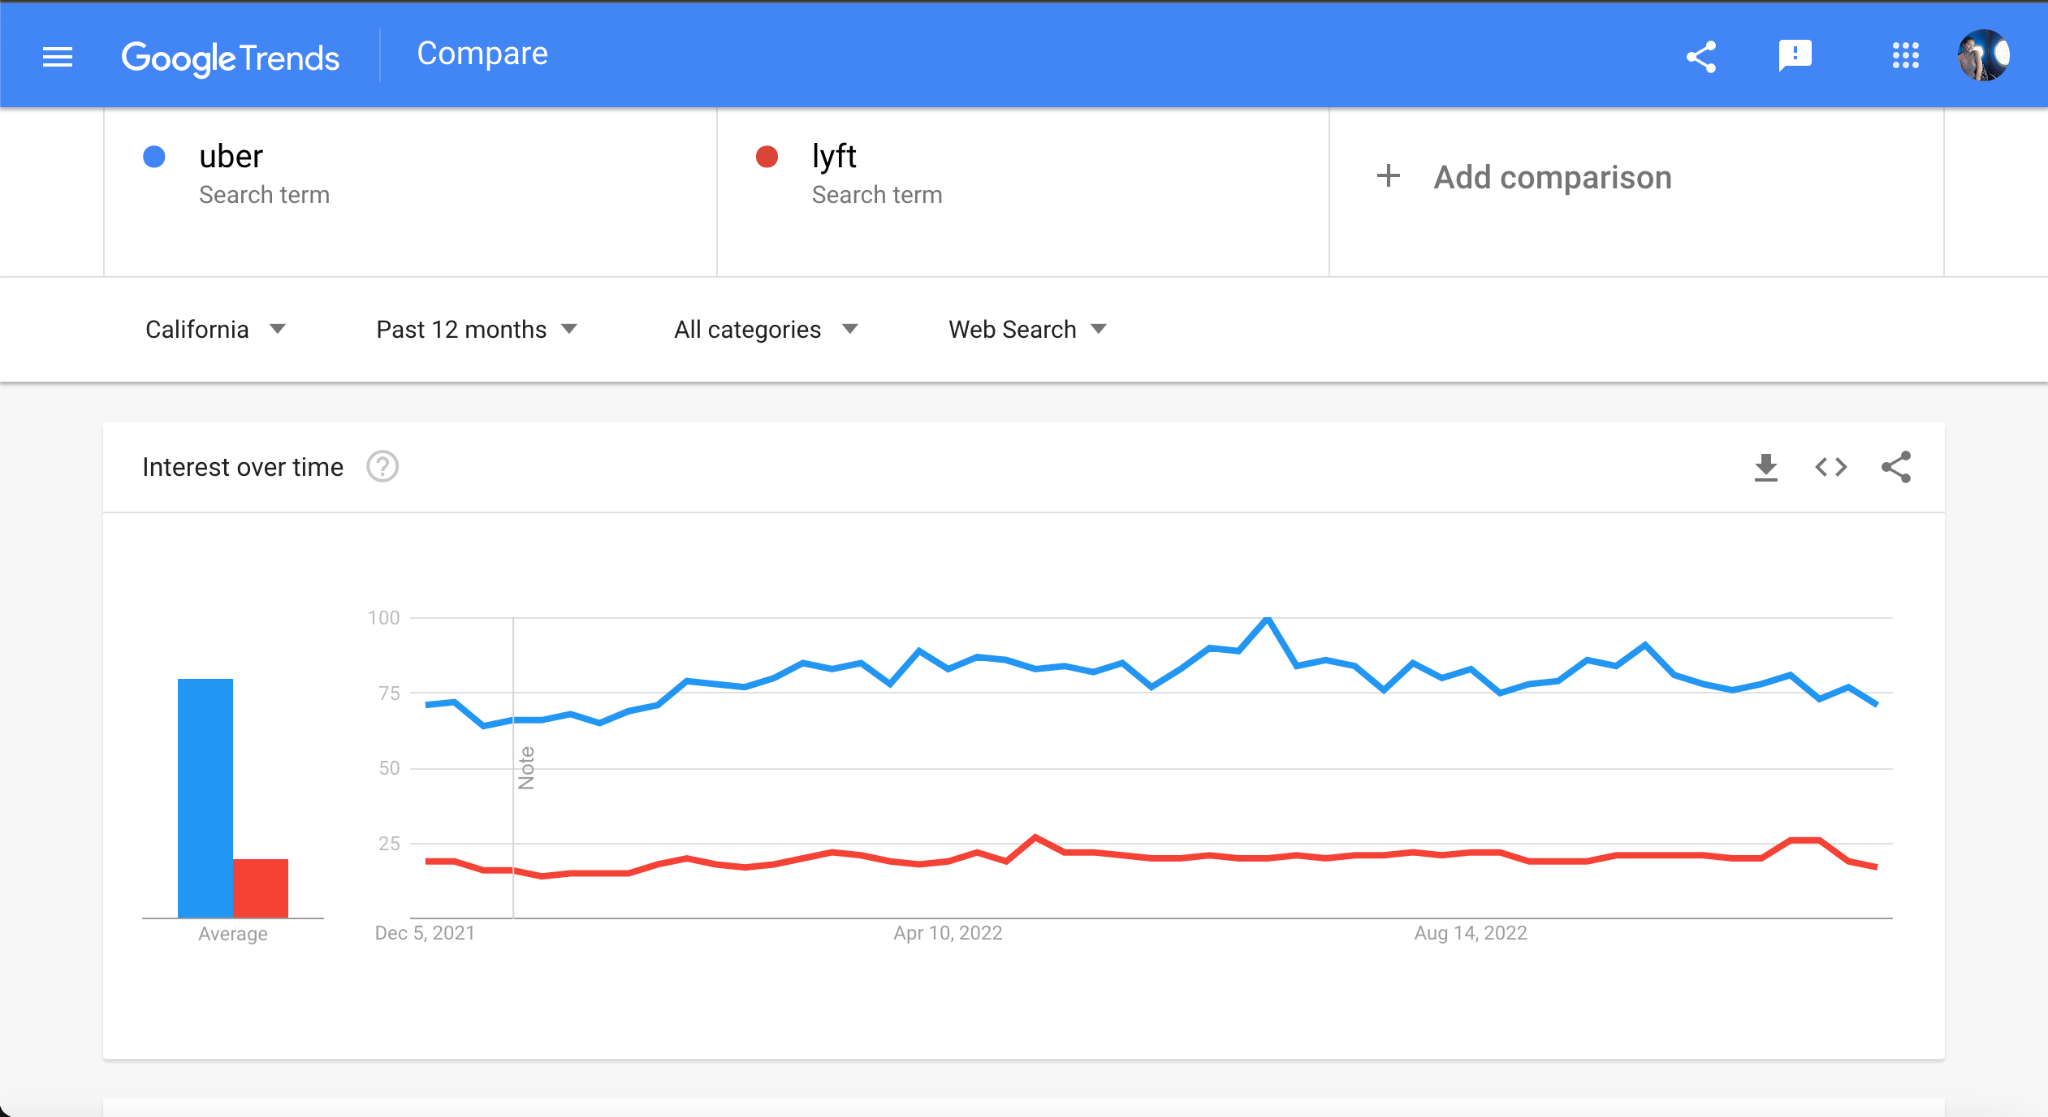 Google Trends
Compare
uber
Search term
lyft
Search term
+ Add comparison
California
Past 12 months
All categories
Web Search
Interest over time ?
100
75
50
25
Note
Average
Dec 5, 2021
Apr 10, 2022
Aug 14, 2022